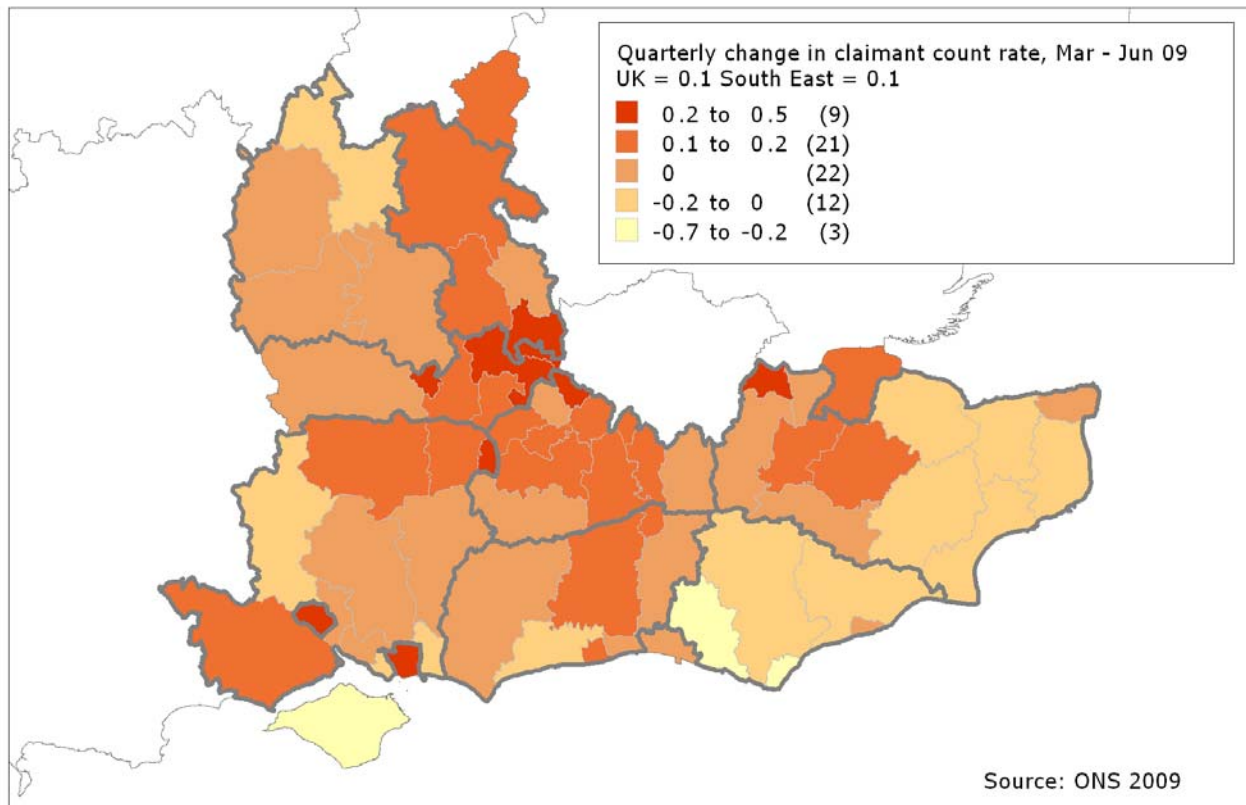 Quarterly change in claimant count rate, Mar - Jun 09
UK = 0.1 South East = 0.1
0.2 to 0.5 (9)
0.1 to 0.2 (21)
0 (22)
-0.2 to 0 (12)
-0.7 to -0.2 (3)
Source: ONS 2009